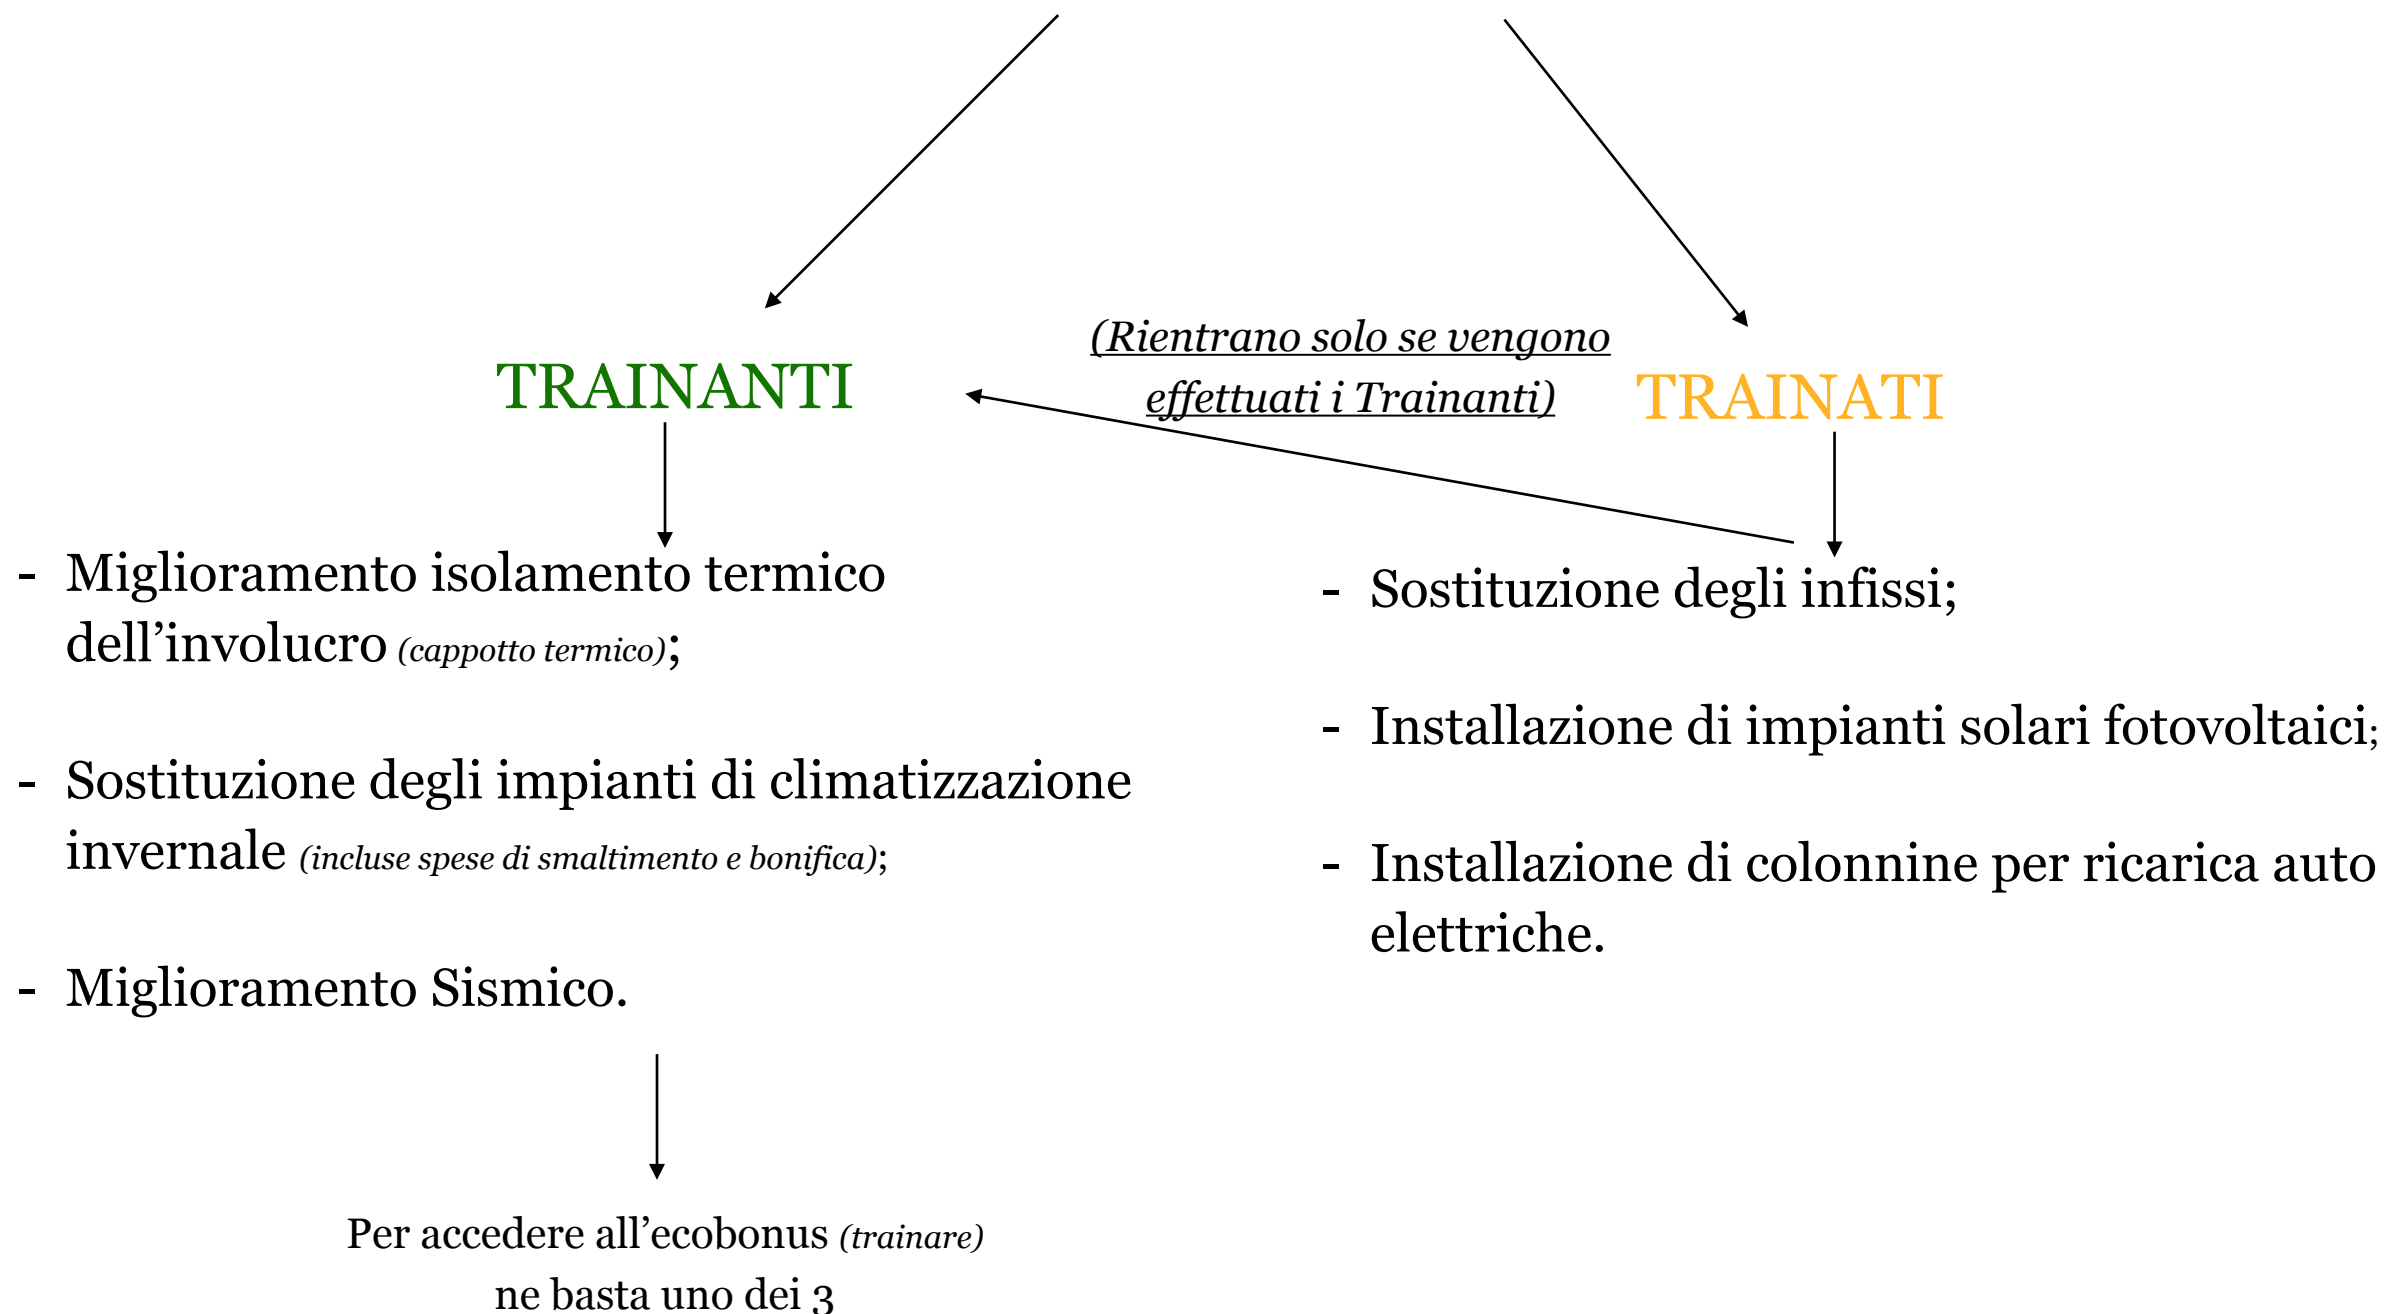 TRAINANTI
(Rientrano solo se vengono
effettuati i Trainanti)
TRAINATI
- Miglioramento isolamento termico
dell’involucro (cappotto termico);
- Sostituzione degli impianti di climatizzazione
invernale (incluse spese di smaltimento e bonifica);
- Miglioramento Sismico.
Per accedere all’ecobonus (trainare)
ne basta uno dei 3
- Sostituzione degli infissi;
- Installazione di impianti solari fotovoltaici;
- Installazione di colonnine per ricarica auto
elettriche.